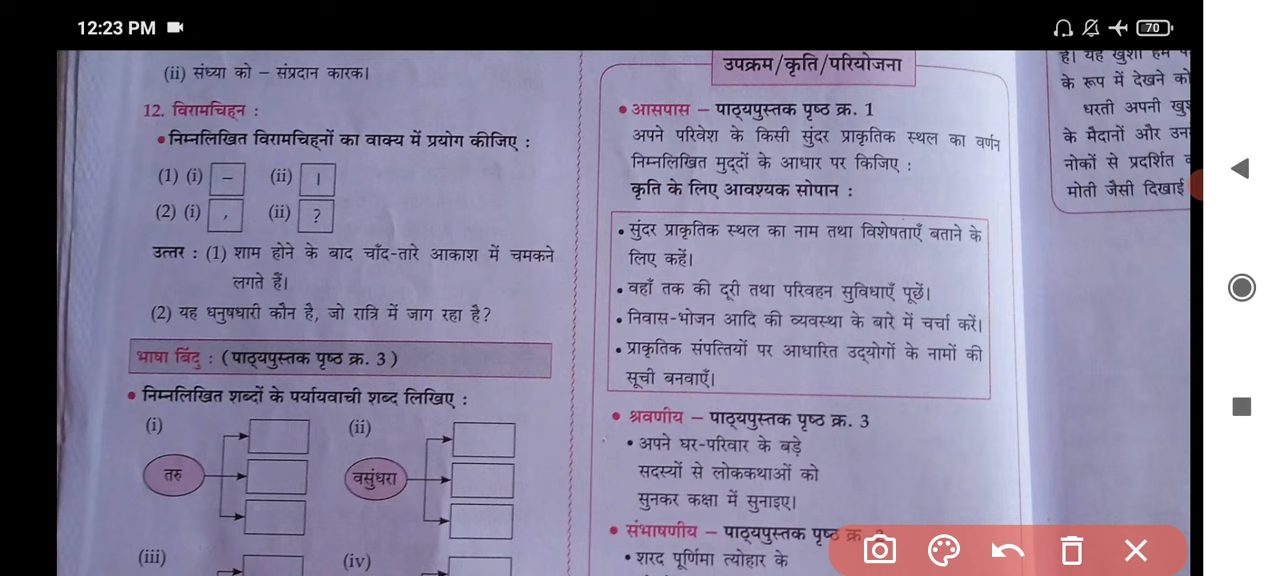 12:23 PM
70
(ii) संध्या को – संप्रदान कारक।
12. विरामचिह्न :
• निम्नलिखित विरामचिह्नों का वाक्य में प्रयोग कीजिए :
(1) (i) – (ii) |
(2) (i) , (ii) ?
उत्तर : (1) शाम होने के बाद चाँद-तारे आकाश में चमकने
लगते हैं।
(2) यह धनुषधारी कौन है, जो रात्रि में जाग रहा है?
भाषा बिंदु : (पाठ्यपुस्तक पृष्ठ क्र. 3)
• निम्नलिखित शब्दों के पर्यायवाची शब्द लिखिए :
(i) (ii)
तरु वसुंधरा
(iii) (iv)
उपक्रम/कृति/परियोजना
• आसपास – पाठ्यपुस्तक पृष्ठ क्र. 1
अपने परिवेश के किसी सुंदर प्राकृतिक स्थल का वर्णन
निम्नलिखित मुद्दों के आधार पर किजिए :
कृति के लिए आवश्यक सोपान :
• सुंदर प्राकृतिक स्थल का नाम तथा विशेषताएँ बताने के
लिए कहें।
• वहाँ तक की दूरी तथा परिवहन सुविधाएँ पूछें।
• निवास-भोजन आदि की व्यवस्था के बारे में चर्चा करें।
• प्राकृतिक संपत्तियों पर आधारित उद्योगों के नामों की
सूची बनवाएँ।
• श्रवणीय – पाठ्यपुस्तक पृष्ठ क्र. 3
• अपने घर-परिवार के बड़े
सदस्यों से लोककथाओं को
सुनकर कक्षा में सुनाइए।
• संभाषणीय – पाठ्यपुस्तक पृष्ठ क्र.
• शरद पूर्णिमा त्योहार के
है। यह खुशी हम
के रूप में देखने को
धरती अपनी
के मैदानों और
नोकों से प्रदर्शित
मोती जैसी दिखाई